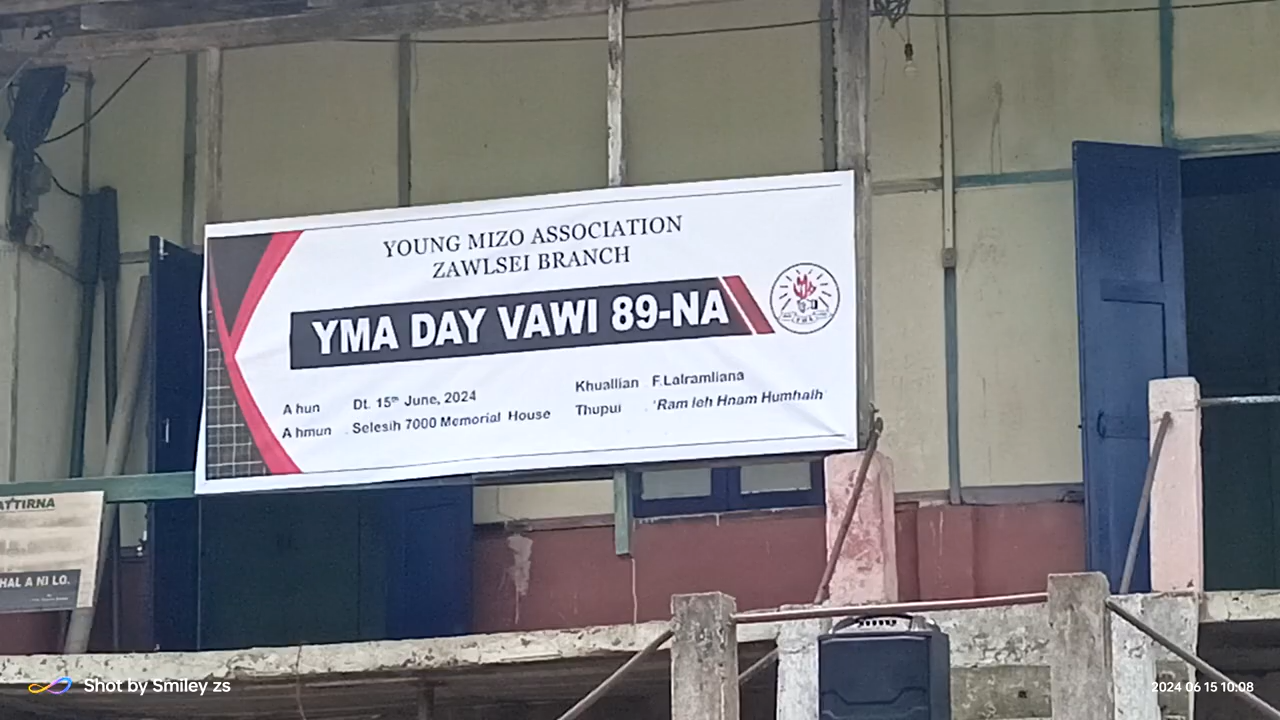 YOUNG MIZO ASSOCIATION
ZAWLSEI BRANCH
YMA DAY VAWI 89-NA
A hun Dt. 15th June, 2024
A hmun Selesih 7000 Memorial House
Khuallian F.Lalramliana
Thupui : 'Ram leh Hnam Humhalh'
ATTIRNA
HAL A NI LO.
Shot by Smiley zs
2024 06 15 10:08